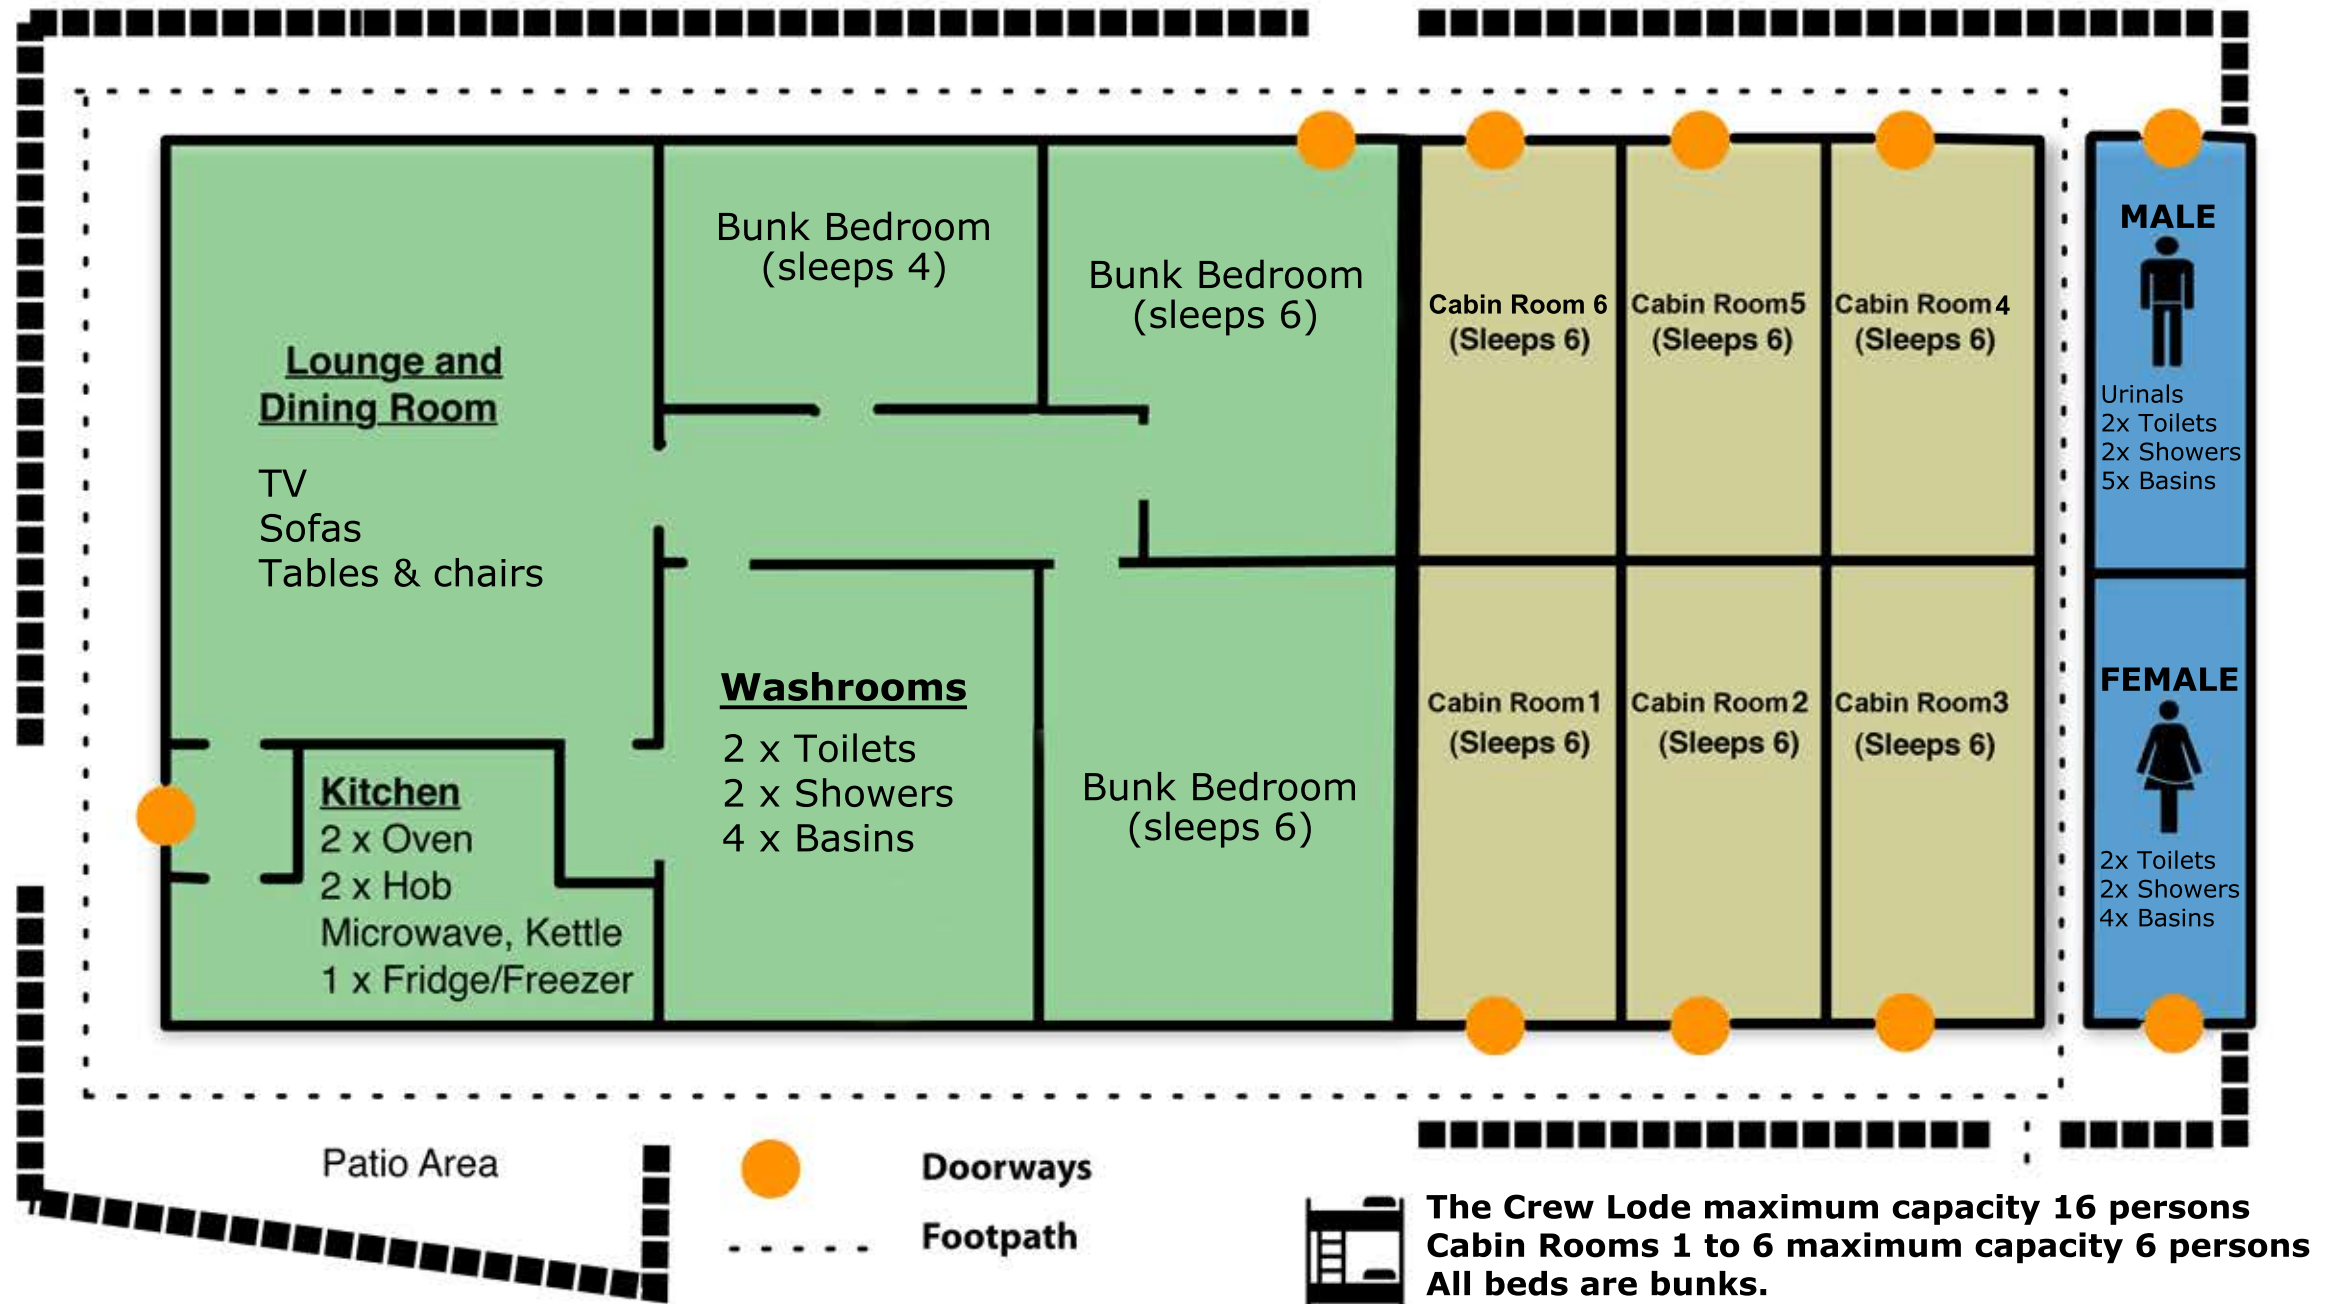 Lounge and
Dining Room
TV
Sofas
Tables & chairs
Bunk Bedroom
(sleeps 4)
Bunk Bedroom
(sleeps 6)
Cabin Room 6
(Sleeps 6)
Cabin Room5
(Sleeps 6)
Cabin Room4
(Sleeps 6)
MALE
Urinals
2x Toilets
2x Showers
5x Basins
Kitchen
2 x Oven
2 x Hob
Microwave, Kettle
1 x Fridge/Freezer
Washrooms
2 x Toilets
2 x Showers
4 x Basins
Bunk Bedroom
(sleeps 6)
Cabin Room1
(Sleeps 6)
Cabin Room2
(Sleeps 6)
Cabin Room3
(Sleeps 6)
FEMALE
2x Toilets
2x Showers
4x Basins
Patio Area
Doorways
Footpath
The Crew Lode maximum capacity 16 persons
Cabin Rooms 1 to 6 maximum capacity 6 persons
All beds are bunks.